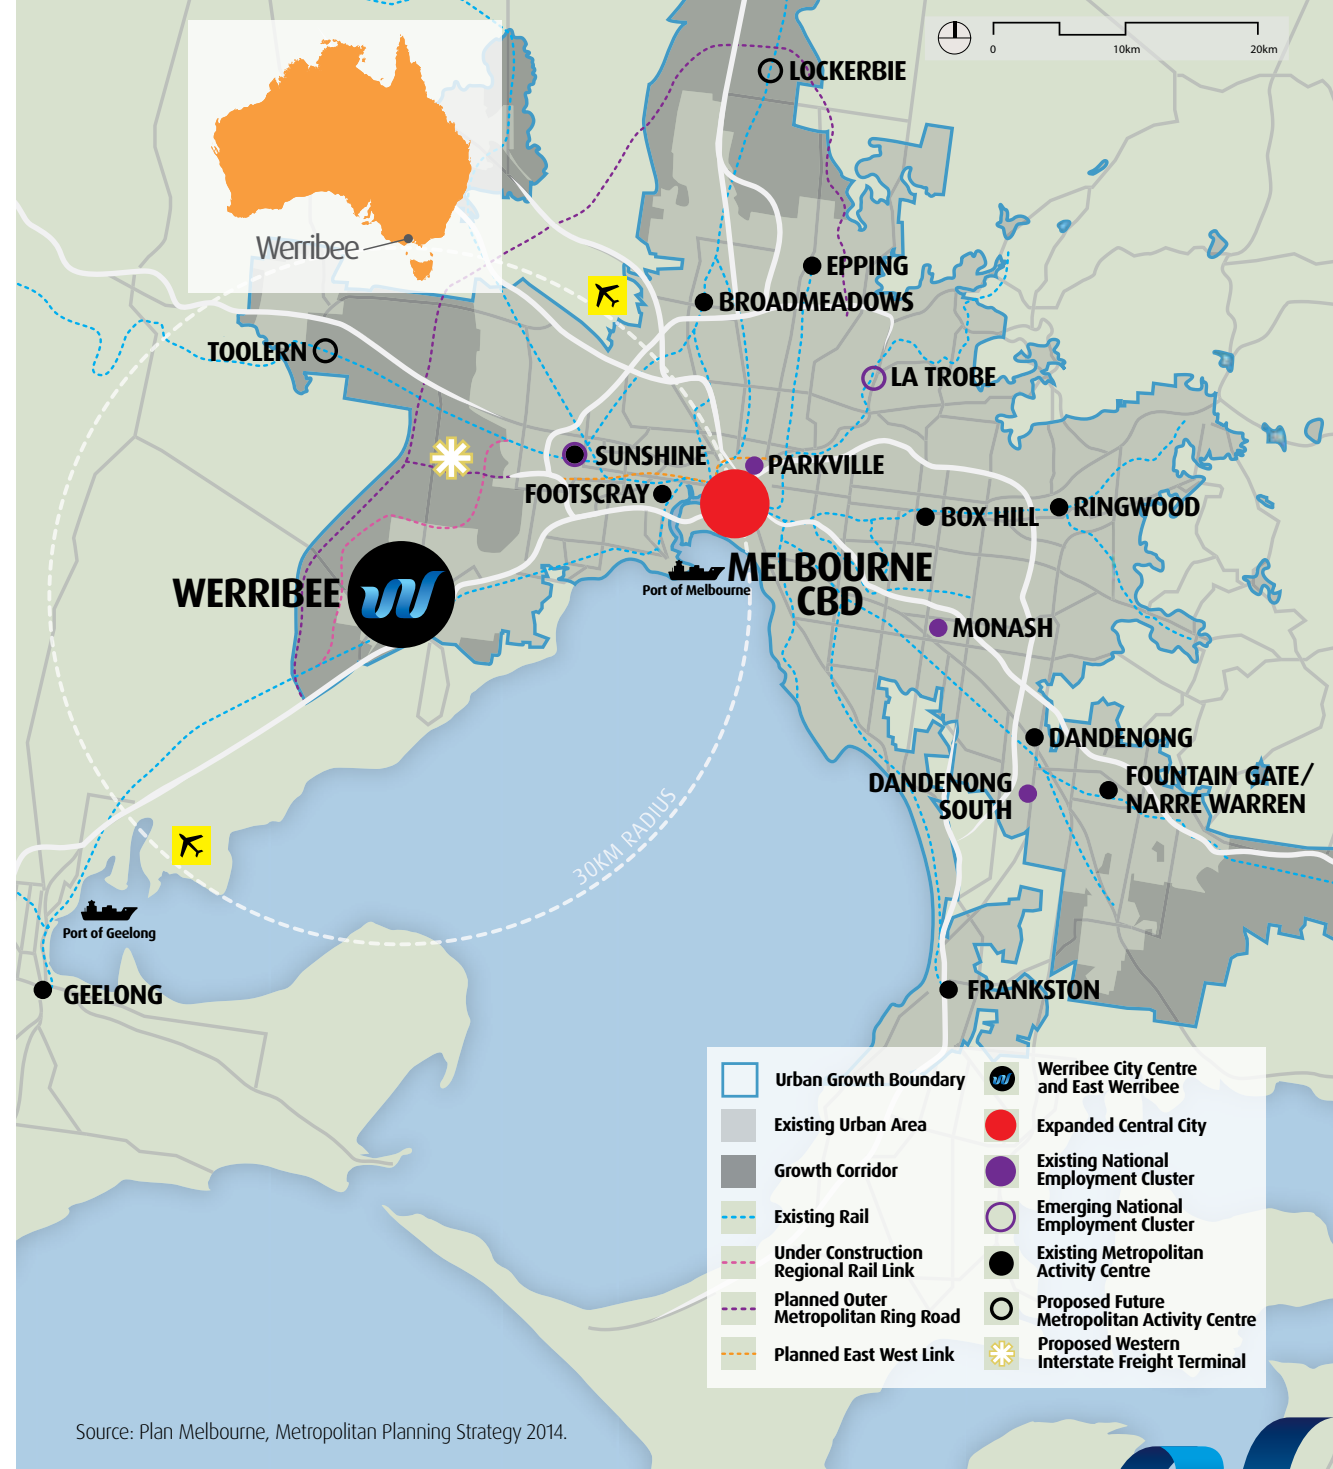 0 10km 20km
LOCKERBIE
Werribee
EPPING
BROADMEADOWS
TOOLERN
LA TROBE
SUNSHINE
PARKVILLE
FOOTSCRAY
BOX HILL
RINGWOOD
MELBOURNE
CBD
Port of Melbourne
WERRIBEE
MONASH
DANDENONG
FOUNTAIN GATE/
NARRE WARREN
DANDENONG
SOUTH
30KM RADIUS
Port of Geelong
GEELONG
FRANKSTON
Urban Growth Boundary
Existing Urban Area
Growth Corridor
Existing Rail
Under Construction
Regional Rail Link
Planned Outer
Metropolitan Ring Road
Planned East West Link
Werribee City Centre
and East Werribee
Expanded Central City
Existing National
Employment Cluster
Emerging National
Employment Cluster
Existing Metropolitan
Activity Centre
Proposed Future
Metropolitan Activity Centre
Proposed Western
Interstate Freight Terminal
Source: Plan Melbourne, Metropolitan Planning Strategy 2014.